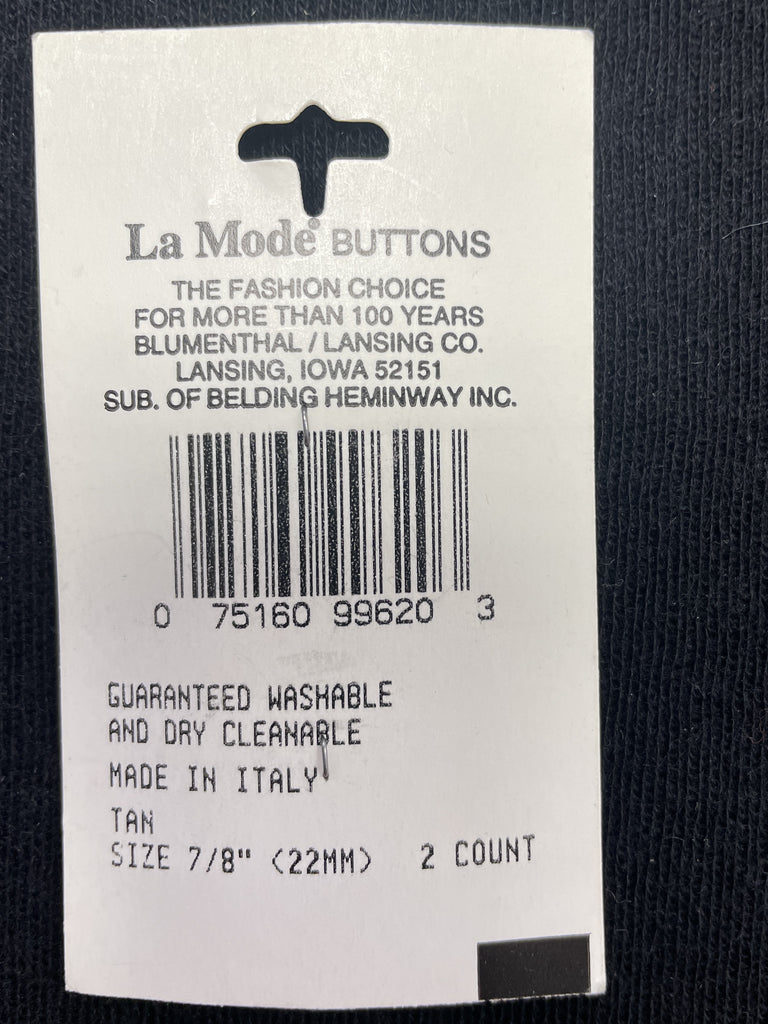 La Mode® BUTTONS
THE FASHION CHOICE
FOR MORE THAN 100 YEARS
BLUMENTHAL / LANSING CO.
LANSING, IOWA 52151
SUB. OF BELDING HEMINWAY INC.
0 75160 99620 3
GUARANTEED WASHABLE
AND DRY CLEANABLE
MADE IN ITALY
TAN
SIZE 7/8" (22MM) 2 COUNT